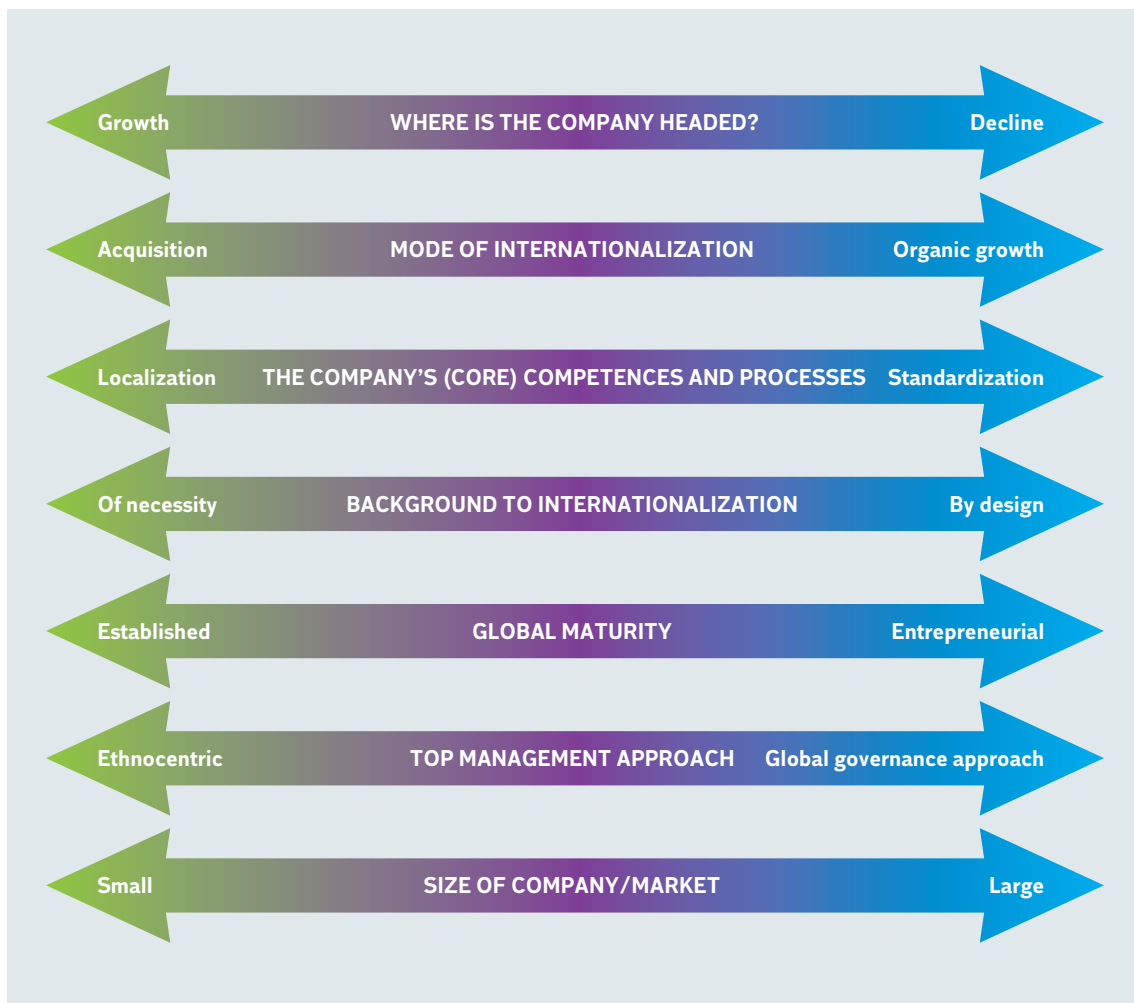 Growth WHERE IS THE COMPANY HEADED? Decline
Acquisition MODE OF INTERNATIONALIZATION Organic growth
Localization THE COMPANY'S (CORE) COMPETENCES AND PROCESSES Standardization
Of necessity BACKGROUND TO INTERNATIONALIZATION By design
Established GLOBAL MATURITY Entrepreneurial
Ethnocentric TOP MANAGEMENT APPROACH Global governance approach
Small SIZE OF COMPANY/MARKET Large